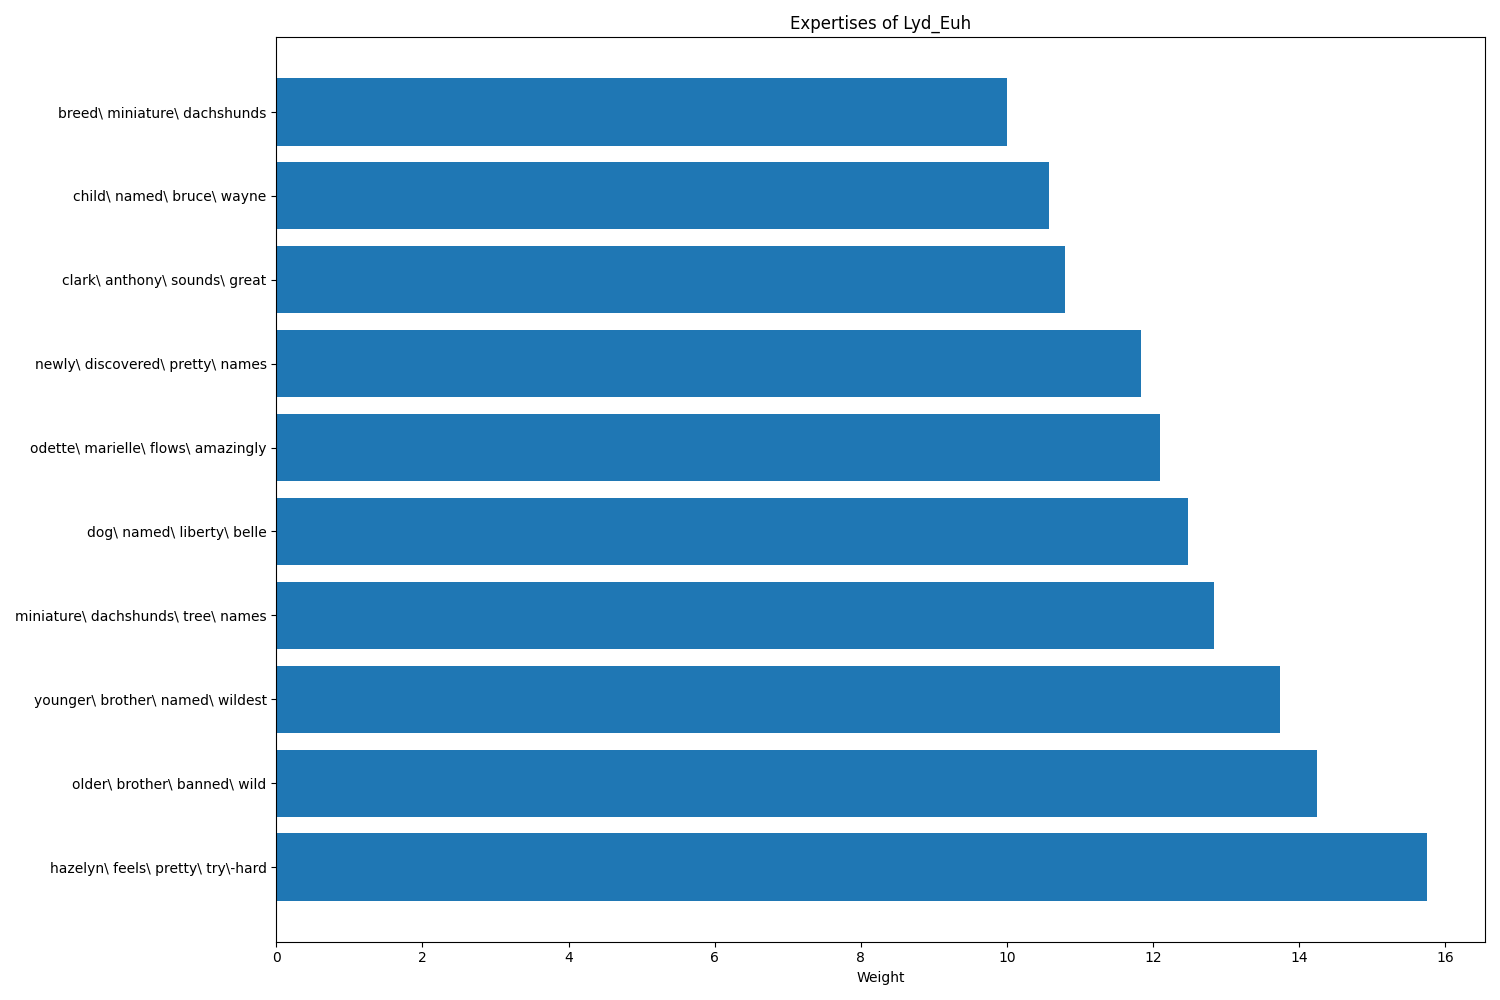 Expertises of Lyd_Euh
breed\ miniature\ dachshunds
child\ named\ bruce\ wayne
clark\ anthony\ sounds\ great
newly\ discovered\ pretty\ names
odette\ marielle\ flows\ amazingly
dog\ named\ liberty\ belle
miniature\ dachshunds\ tree\ names
younger\ brother\ named\ wildest
older\ brother\ banned\ wild
hazelyn\ feels\ pretty\ try\-hard
0 2 4 6 8 10 12 14 16
Weight